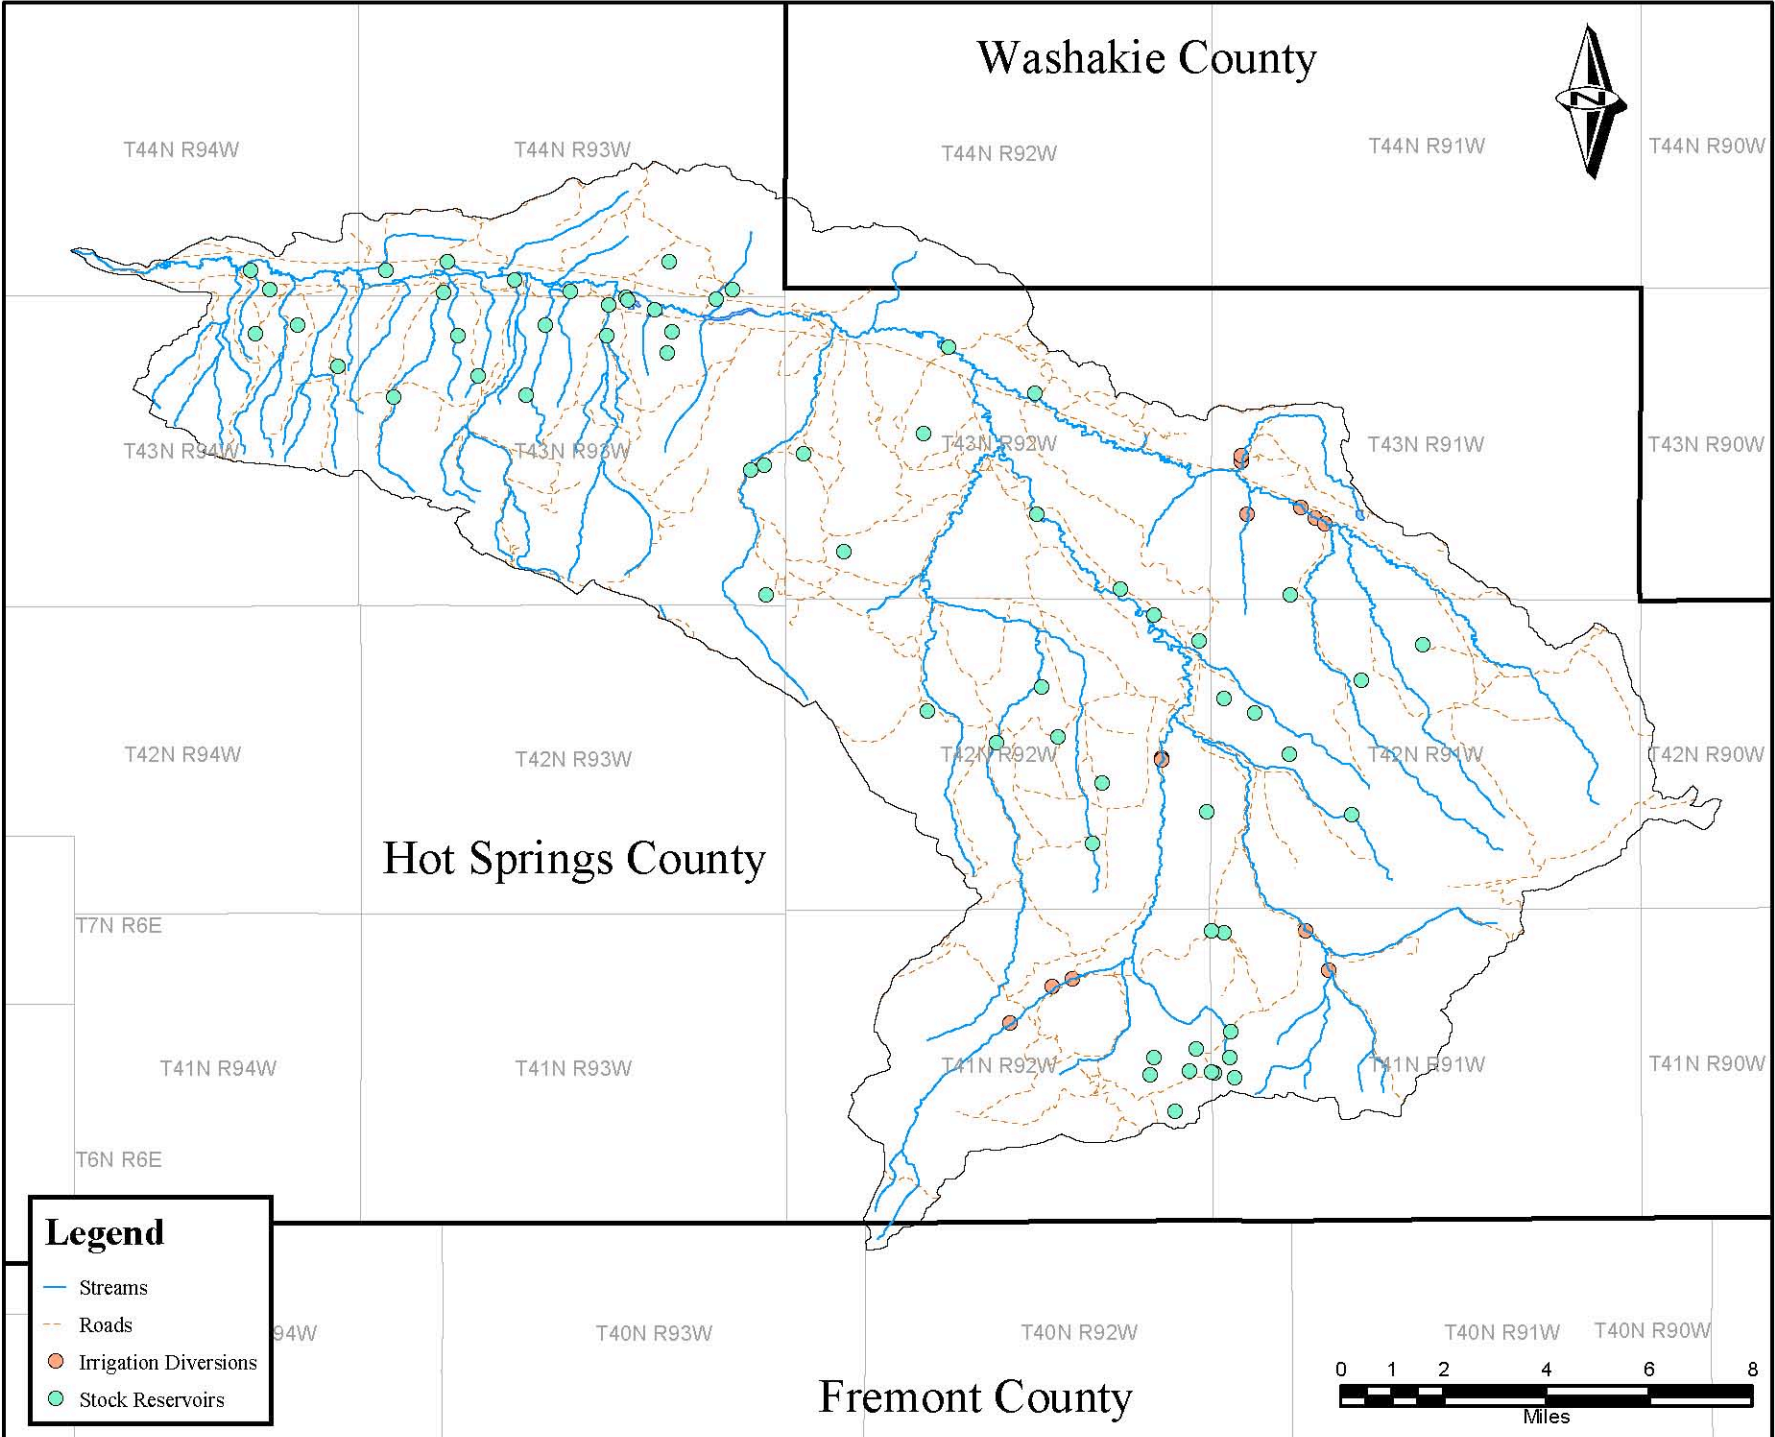 Washakie County
N
T44N R94W
T44N R93W
T44N R92W
T44N R91W
T44N R90W
T43N R94W
T43N R93W
T43N R92W
T43N R91W
T43N R90W
T42N R94W
T42N R93W
T42N R92W
T42N R91W
T42N R90W
Hot Springs County
T7N R6E
T41N R94W
T41N R93W
T41N R92W
T41N R91W
T41N R90W
T6N R6E
Legend
Streams
Roads
Irrigation Diversions
Stock Reservoirs
94W
T40N R93W
T40N R92W
T40N R91W
T40N R90W
Fremont County
0 1 2 4 6 8
Miles